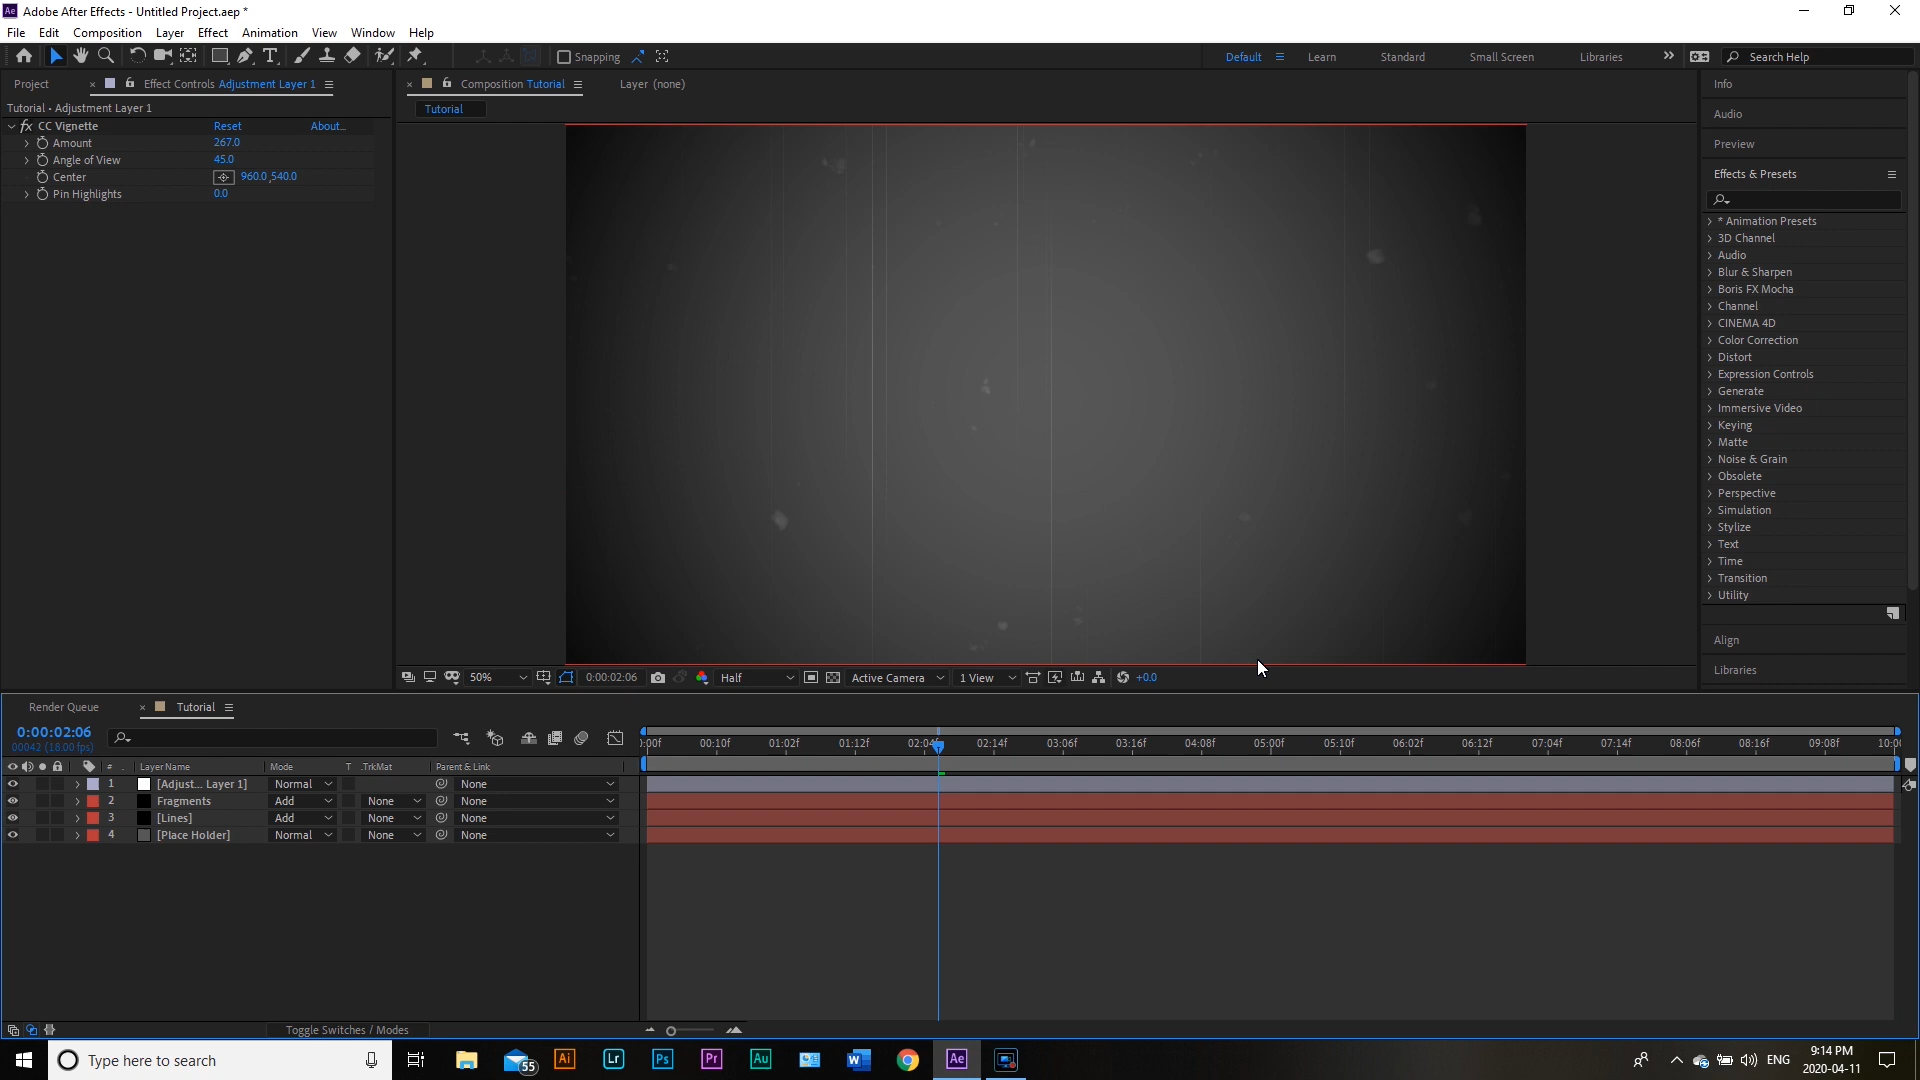 Ae Adobe After Effects - Untitled Project.aep *
File Edit Composition Layer Effect Animation View Window Help
Snapping Default Learn Standard Small Screen Libraries Search Help
Project Effect Controls Adjustment Layer 1 Composition Tutorial Layer (none) Info
Tutorial • Adjustment Layer 1 Tutorial
fx CC Vignette Reset About...
Amount 267.0
Angle of View 45.0
Center 960.0, 540.0
Pin Highlights 0.0
Audio
Preview
Effects & Presets
* Animation Presets
3D Channel
Audio
Blur & Sharpen
Boris FX Mocha
Channel
CINEMA 4D
Color Correction
Distort
Expression Controls
Generate
Immersive Video
Keying
Matte
Noise & Grain
Obsolete
Perspective
Simulation
Stylize
Text
Time
Transition
Utility
Align
Libraries
50% 0:00:02:06 Half Active Camera 1 View +0.0
Render Queue Tutorial
0:00:02:06
00042 (18.00 fps)
):00f 00:10f 01:02f 01:12f 02:04f 02:14f 03:06f 03:16f 04:08f 05:00f 05:10f 06:02f 06:12f 07:04f 07:14f 08:06f 08:16f 09:08f 10:0(
# Layer Name Mode T .TrkMat Parent & Link
1 [Adjust... Layer 1] Normal None
2 Fragments Add None None
3 [Lines] Add None None
4 [Place Holder] Normal None None
Toggle Switches / Modes
Type here to search 55 Ai Lr Ps Pr Au W Ae ENG 9:14 PM
2020-04-11